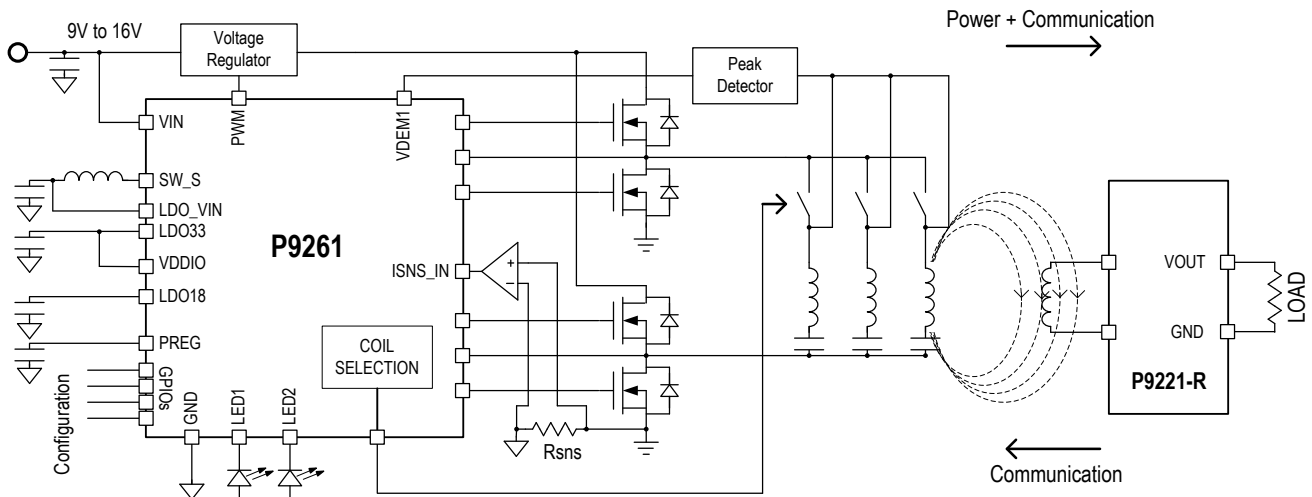 9V to 16V
Voltage
Regulator
Power + Communication
Peak
Detector
VIN
PWM
VDEM1
SW_S
LDO_VIN
LDO33
VDDIO
LDO18
PREG
GPIOs
Configuration
P9261
ISNS_IN
+
−
COIL
SELECTION
GND
LED1
LED2
Rsns
VOUT
GND
P9221-R
LOAD
Communication